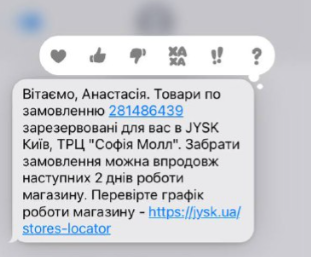 ХА
ХА
!!
?
Вітаємо, Анастасія. Товари по
замовленню 281486439
зарезервовані для вас в JYSK
Київ, ТРЦ "Софія Молл". Забрати
замовлення можна впродовж
наступних 2 днів роботи
магазину. Перевірте графік
роботи магазину - https://jysk.ua/
stores-locator